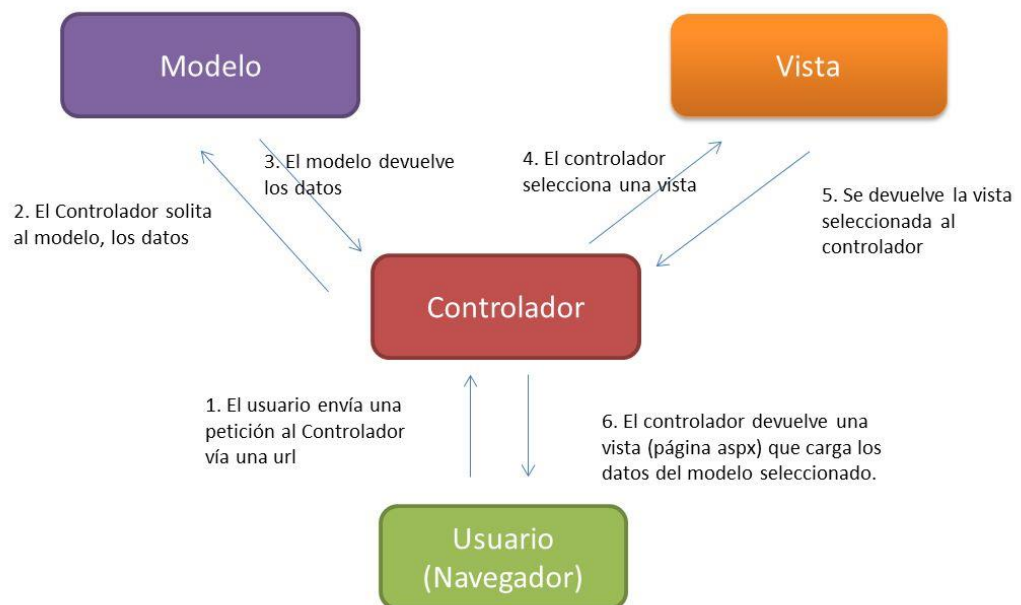 Modelo
Vista
3. El modelo devuelve
los datos
4. El controlador
selecciona una vista
2. El Controlador solita
al modelo, los datos
5. Se devuelve la vista
seleccionada al
controlador
Controlador
1. El usuario envía una
petición al Controlador
vía una url
6. El controlador devuelve una
vista (página aspx) que carga los
datos del modelo seleccionado.
Usuario
(Navegador)